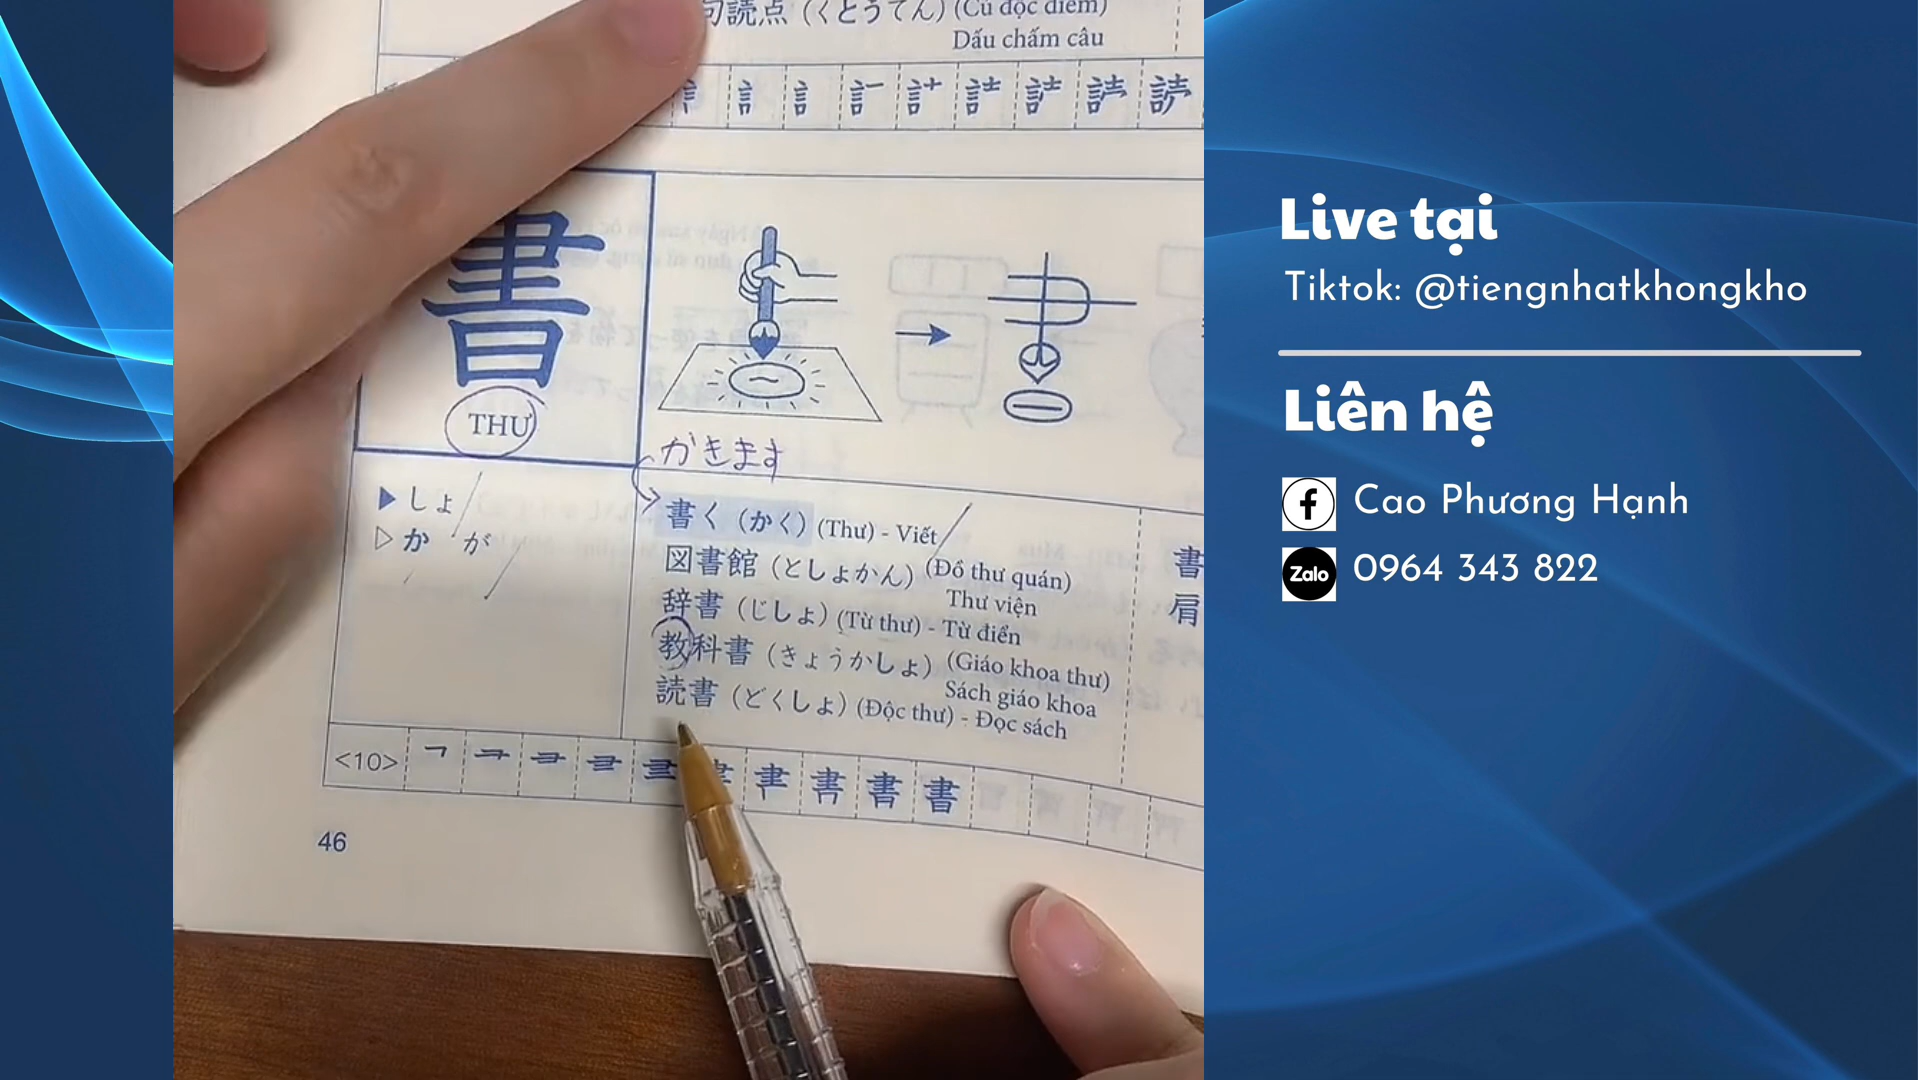 句読点 (くとうてん) (Cú đọc điểm)
Dấu chấm câu
書
THƯ
かきます
▶ しょ
▷ か が
書く (かく) (Thư) - Viết
図書館 (としょかん) (Đồ thư quán)
Thư viện
辞書 (じしょ) (Từ thư) - Từ điển
教科書 (きょうかしょ) (Giáo khoa thư)
Sách giáo khoa
読書 (どくしょ) (Độc thư) - Đọc sách
書
肩
<10>
書
46
Live tại
Tiktok: @tiengnhatkhongkho
Liên hệ
f Cao Phương Hạnh
Zalo 0964 343 822